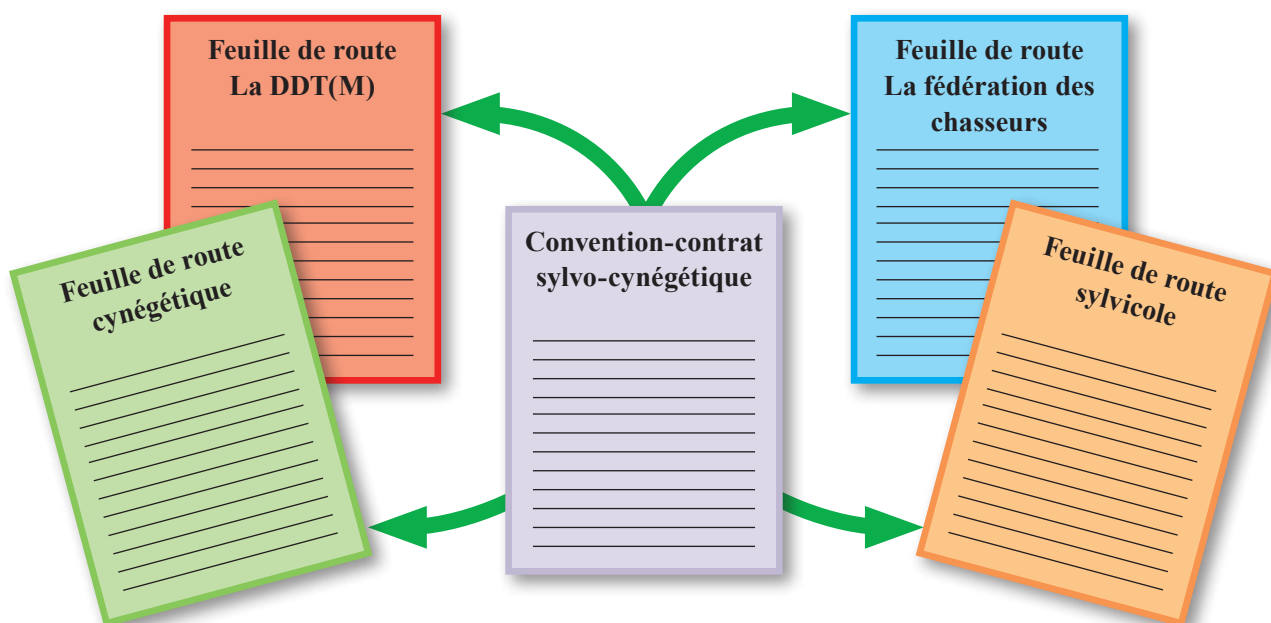 Feuille de route
La DDT(M)
Feuille de route
La fédération des
chasseurs
Feuille de route
cynégétique
Convention-contrat
sylvo-cynégétique
Feuille de route
sylvicole